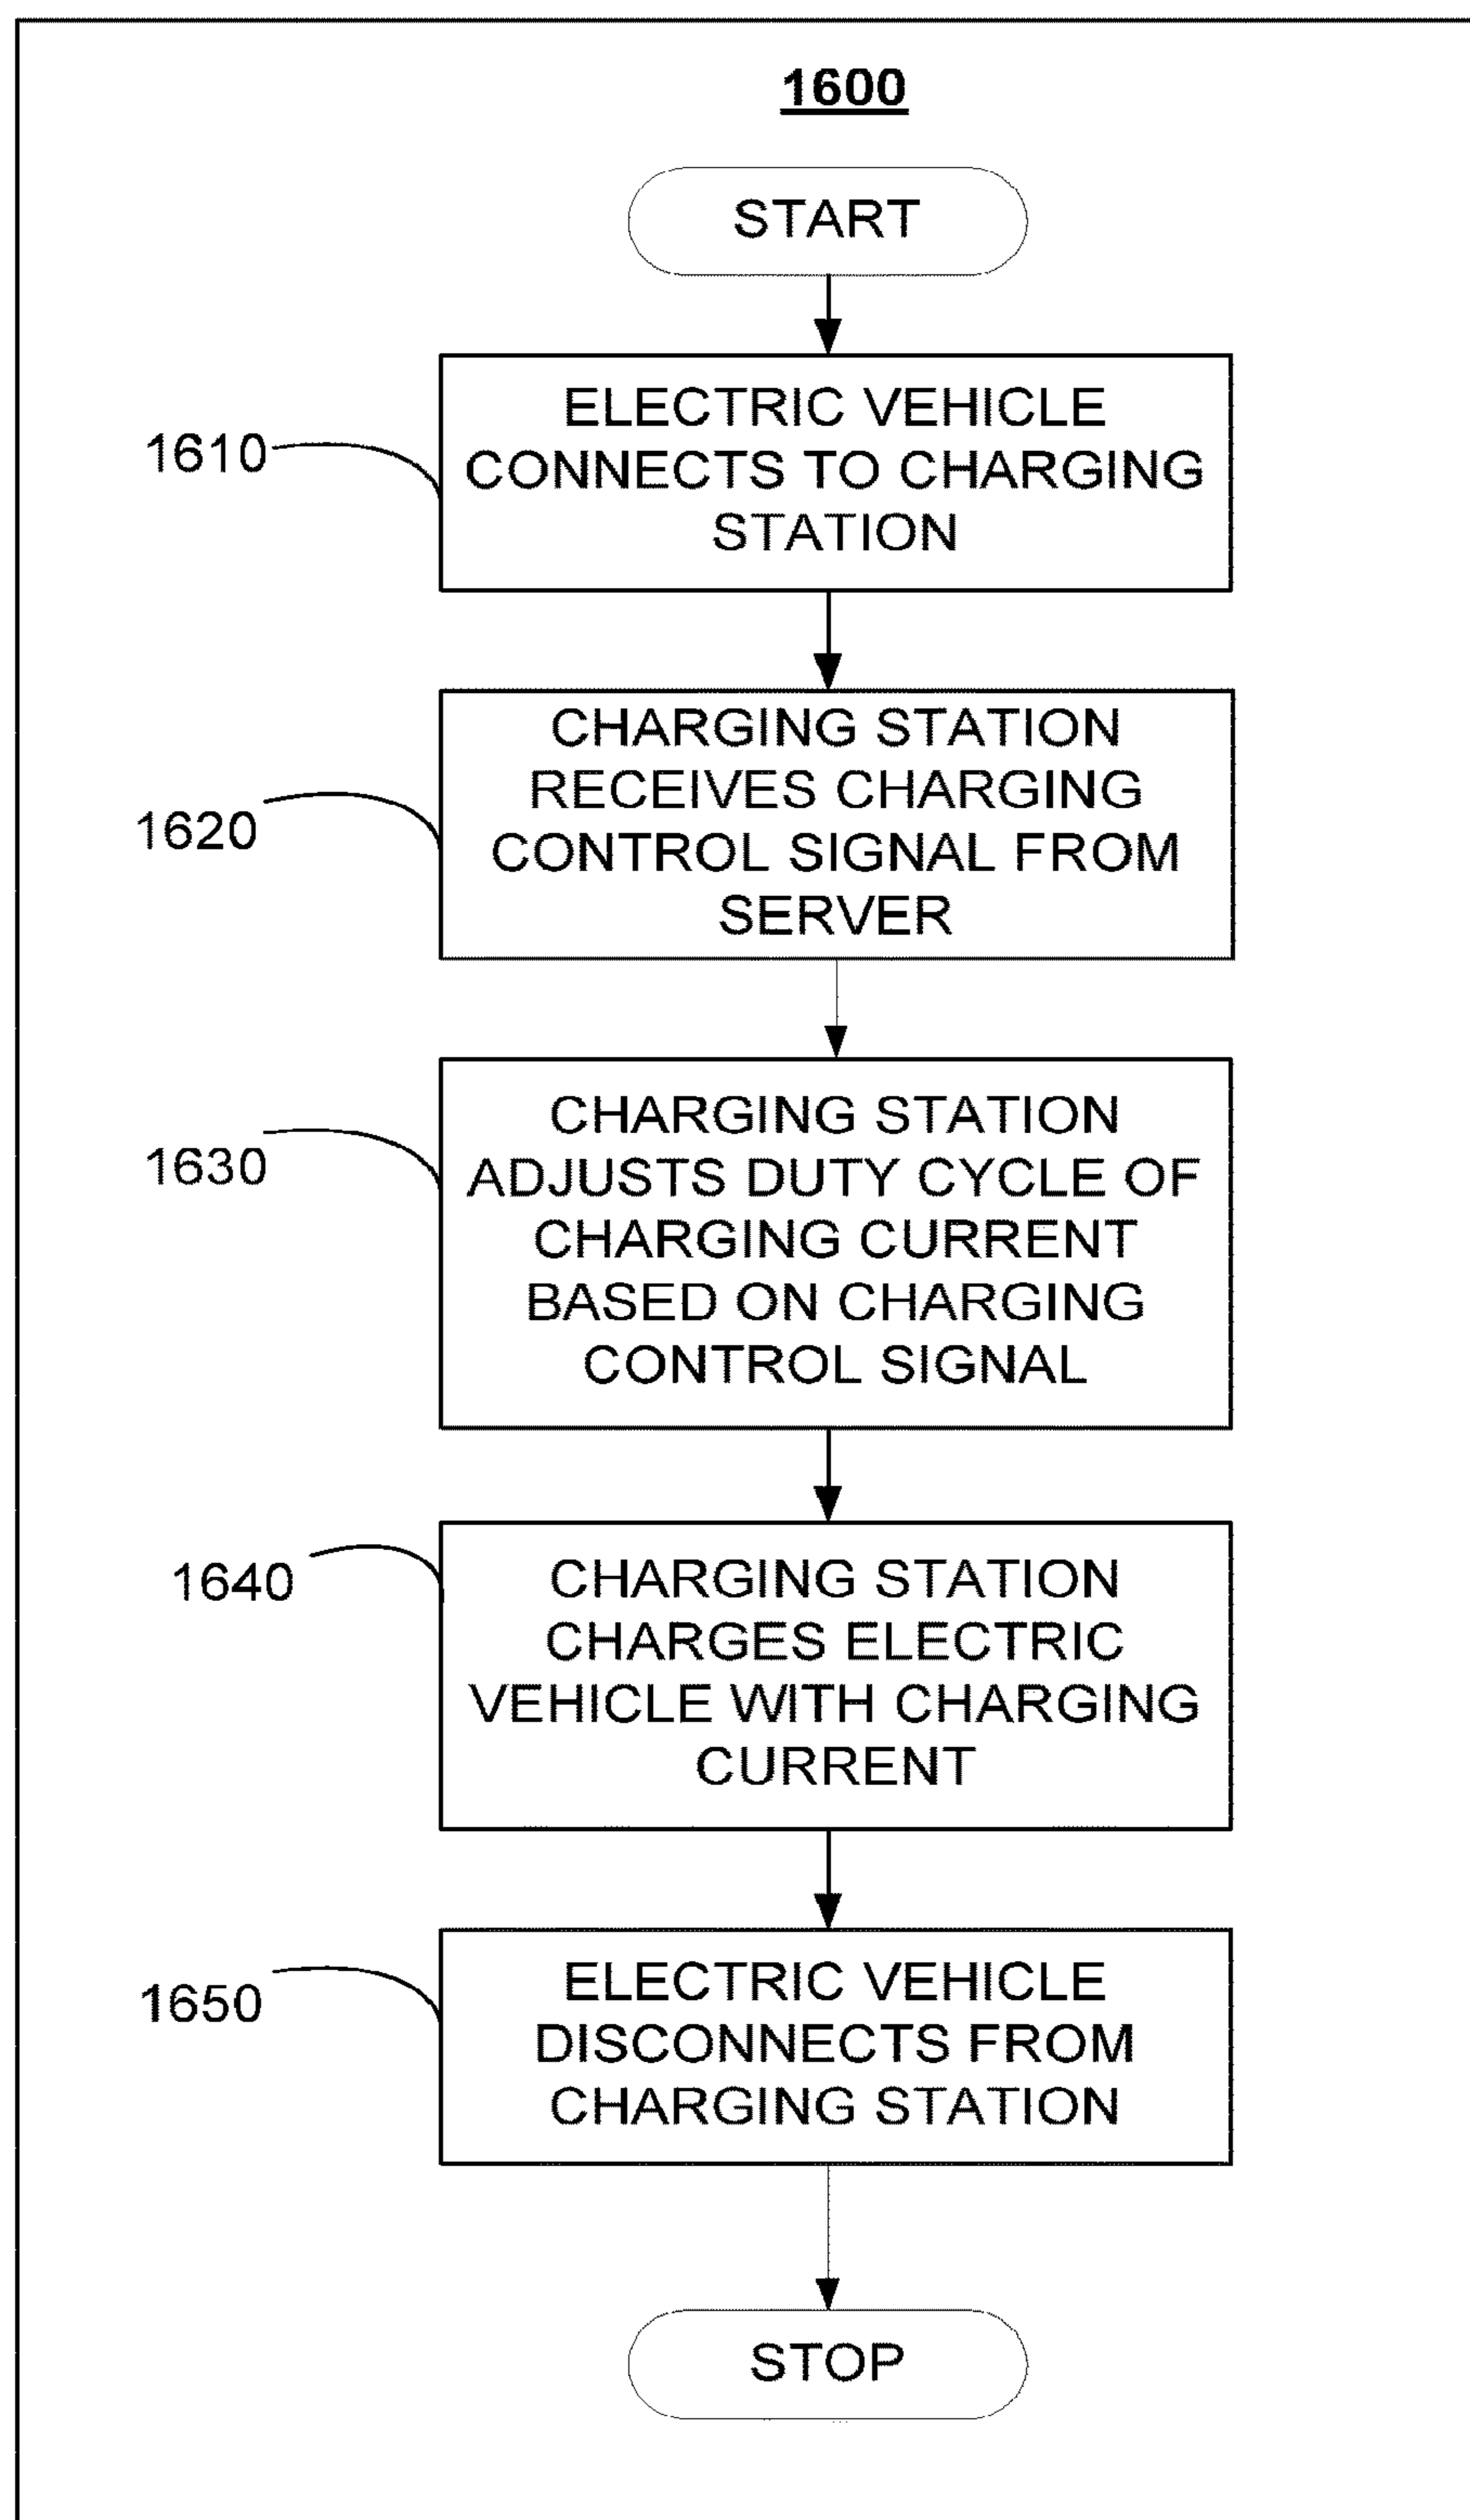 1600
START
1610
ELECTRIC VEHICLE
CONNECTS TO CHARGING
STATION
1620
CHARGING STATION
RECEIVES CHARGING
CONTROL SIGNAL FROM
SERVER
1630
CHARGING STATION
ADJUSTS DUTY CYCLE OF
CHARGING CURRENT
BASED ON CHARGING
CONTROL SIGNAL
1640
CHARGING STATION
CHARGES ELECTRIC
VEHICLE WITH CHARGING
CURRENT
1650
ELECTRIC VEHICLE
DISCONNECTS FROM
CHARGING STATION
STOP